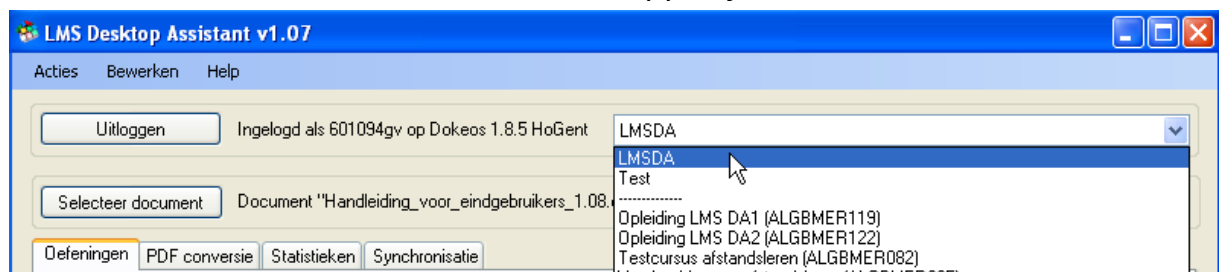 LMS Desktop Assistant v1.07
Acties Bewerken Help
Uitloggen Ingelogd als 601094gv op Dokeos 1.8.5 HoGent LMSDA
LMSDA
Test
--------------
Selecteer document Document "Handleiding_voor_eindgebruikers_1.08.
Opleiding LMS DA1 (ALGBMER119)
Opleiding LMS DA2 (ALGBMER122)
Testcursus afstandsleren (ALGBMER082)
Oefeningen PDF conversie Statistieken Synchronisatie